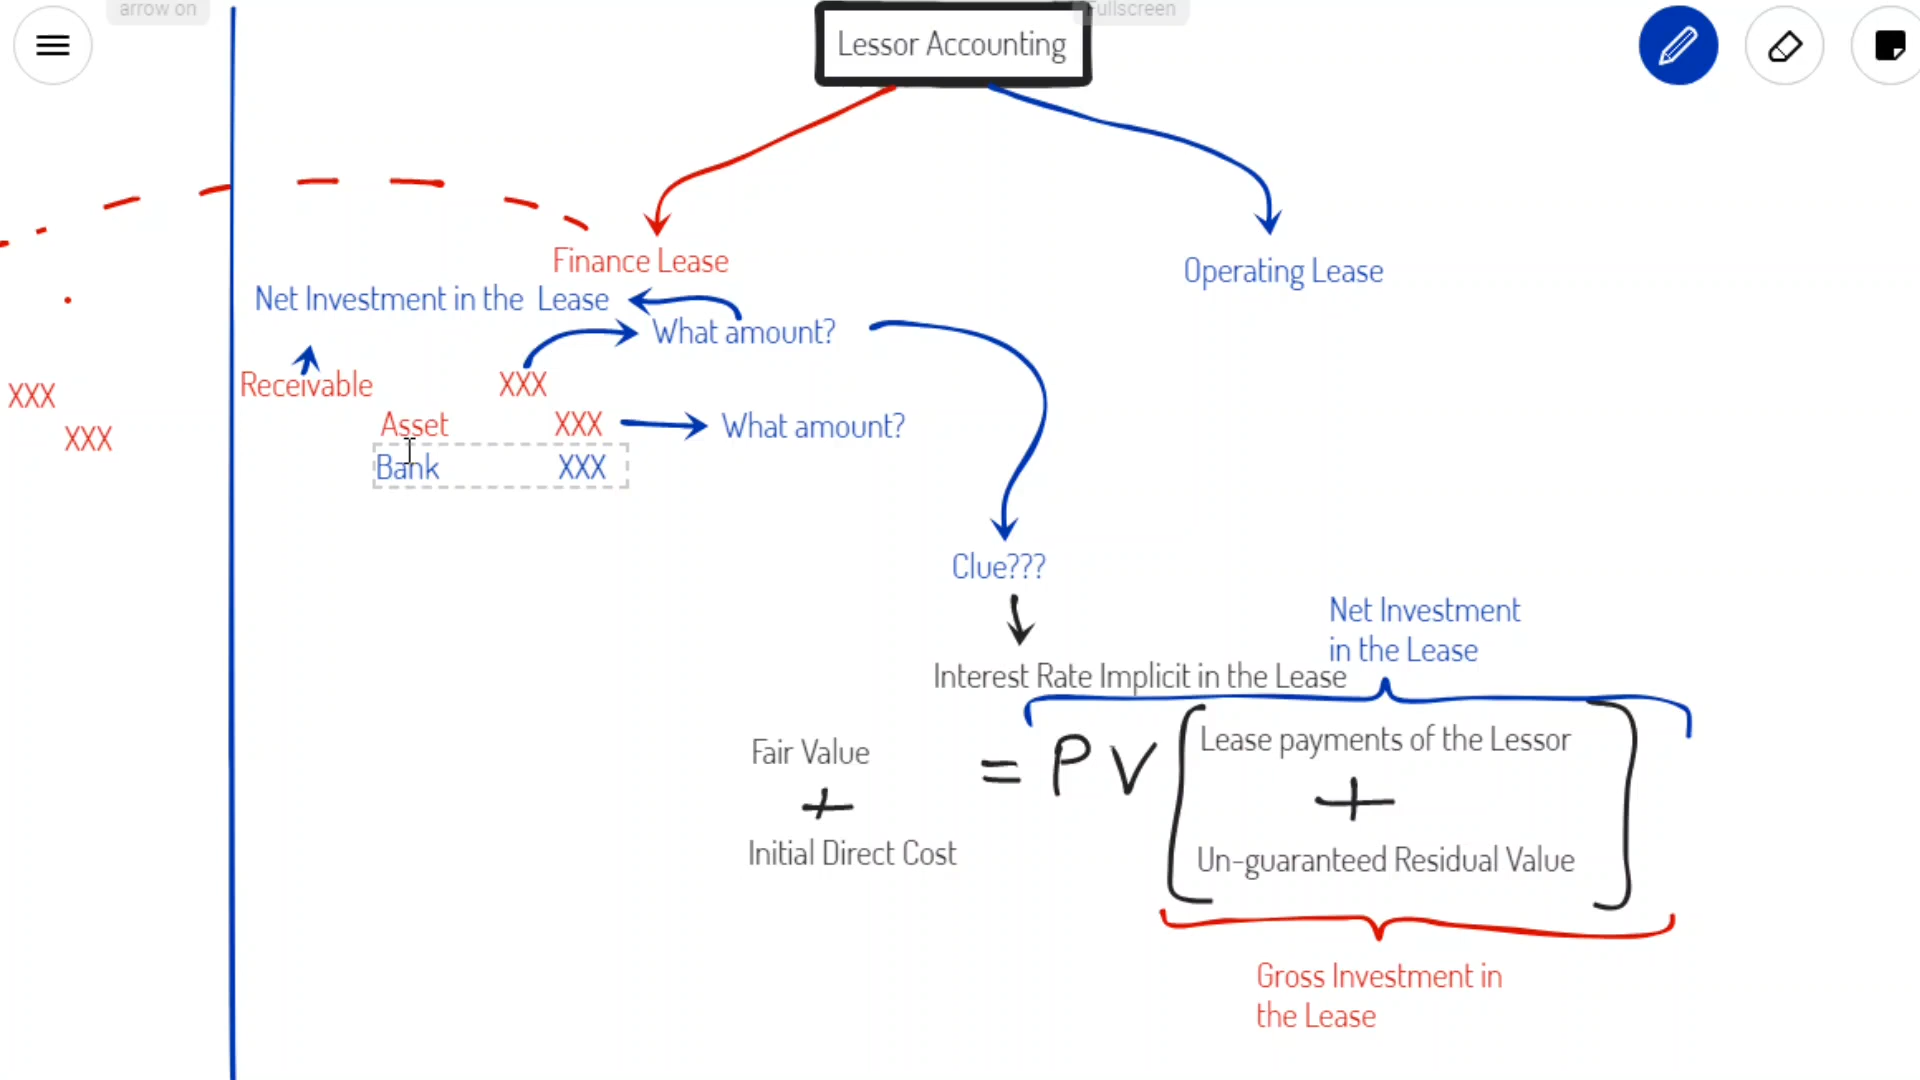 arrow on
Fullscreen
Lessor Accounting
Finance Lease
Operating Lease
Net Investment in the Lease
What amount?
Receivable
XXX
XXX
Asset
XXX
What amount?
XXX
Bank
XXX
Clue???
Net Investment
in the Lease
Interest Rate Implicit in the Lease
Fair Value
+
Initial Direct Cost
= PV
Lease payments of the Lessor
+
Un-guaranteed Residual Value
Gross Investment in
the Lease